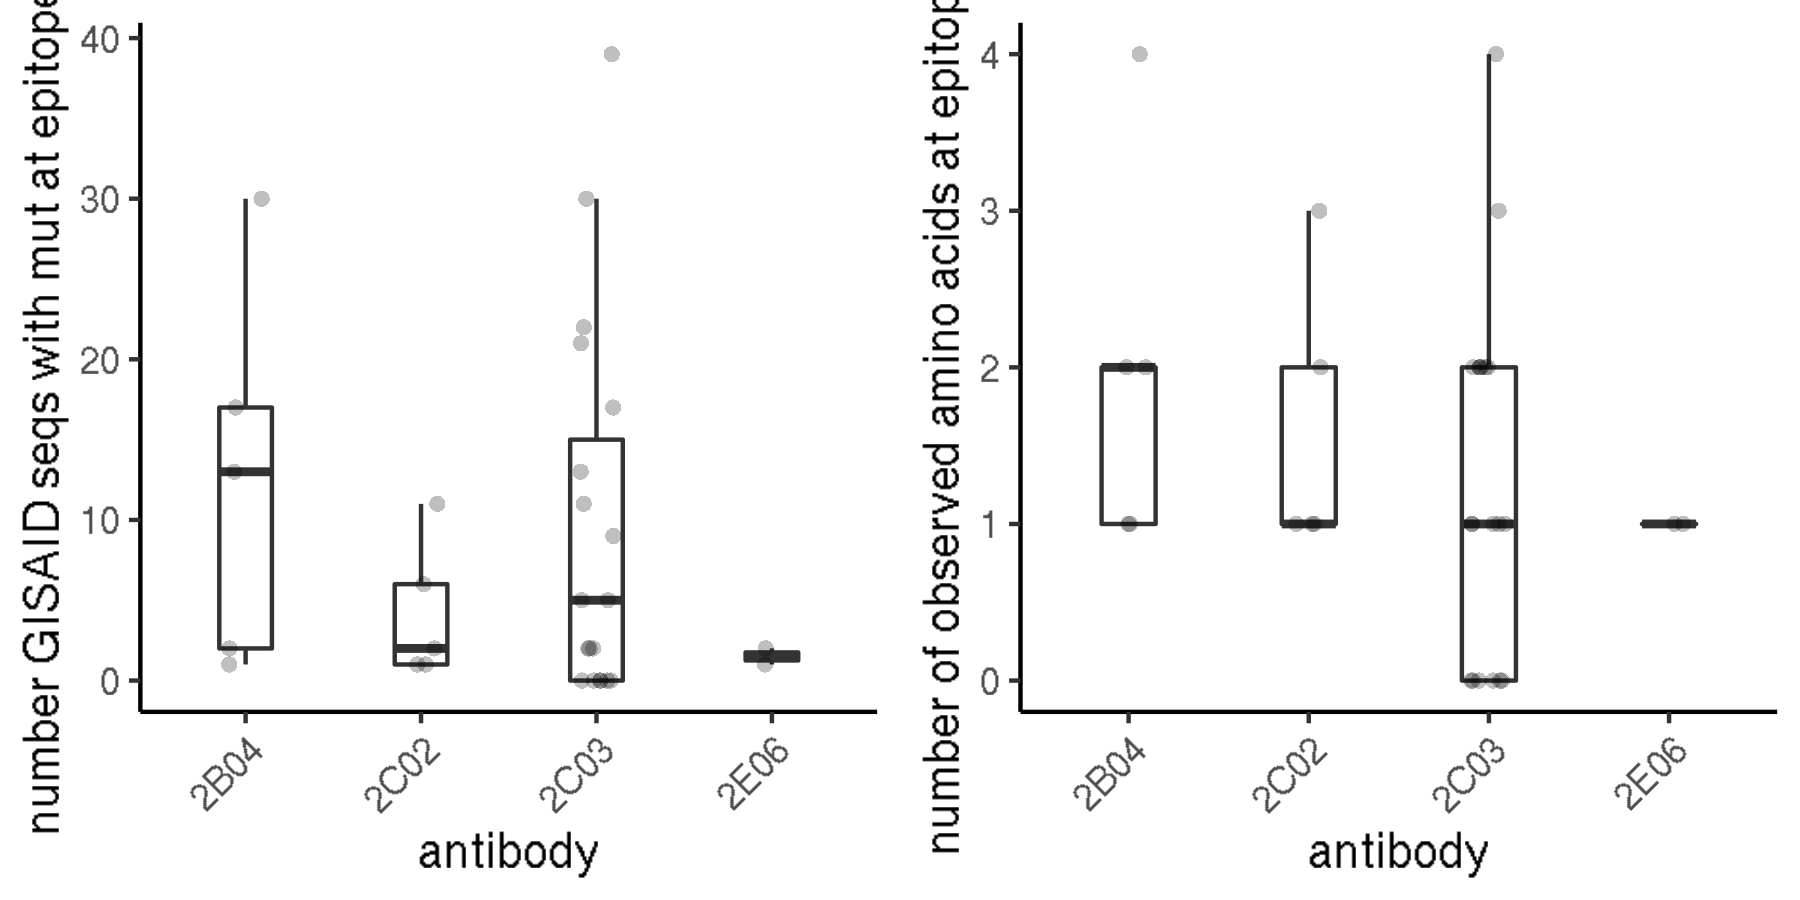 number GISAID seqs with mut at epitope
40
30
20
10
0
2B04
2C02
2C03
2E06
antibody
number of observed amino acids at epitop
4
3
2
1
0
2B04
2C02
2C03
2E06
antibody